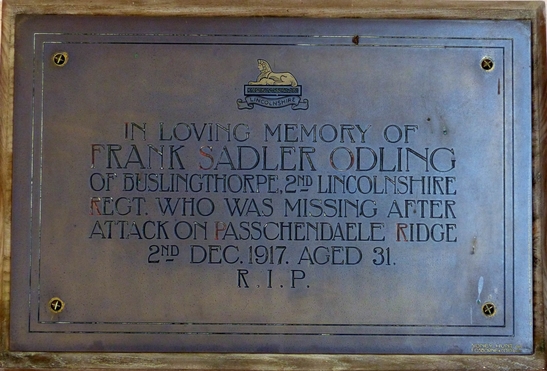 LINCOLNSHIRE
IN LOVING MEMORY OF
FRANK SADLER ODLING
OF BUSLINGTHORPE, 2ND LINCOLNSHIRE
REGT. WHO WAS MISSING AFTER
ATTACK ON PASSCHENDAELE RIDGE
2ND DEC. 1917. AGED 31.
R.I.P.